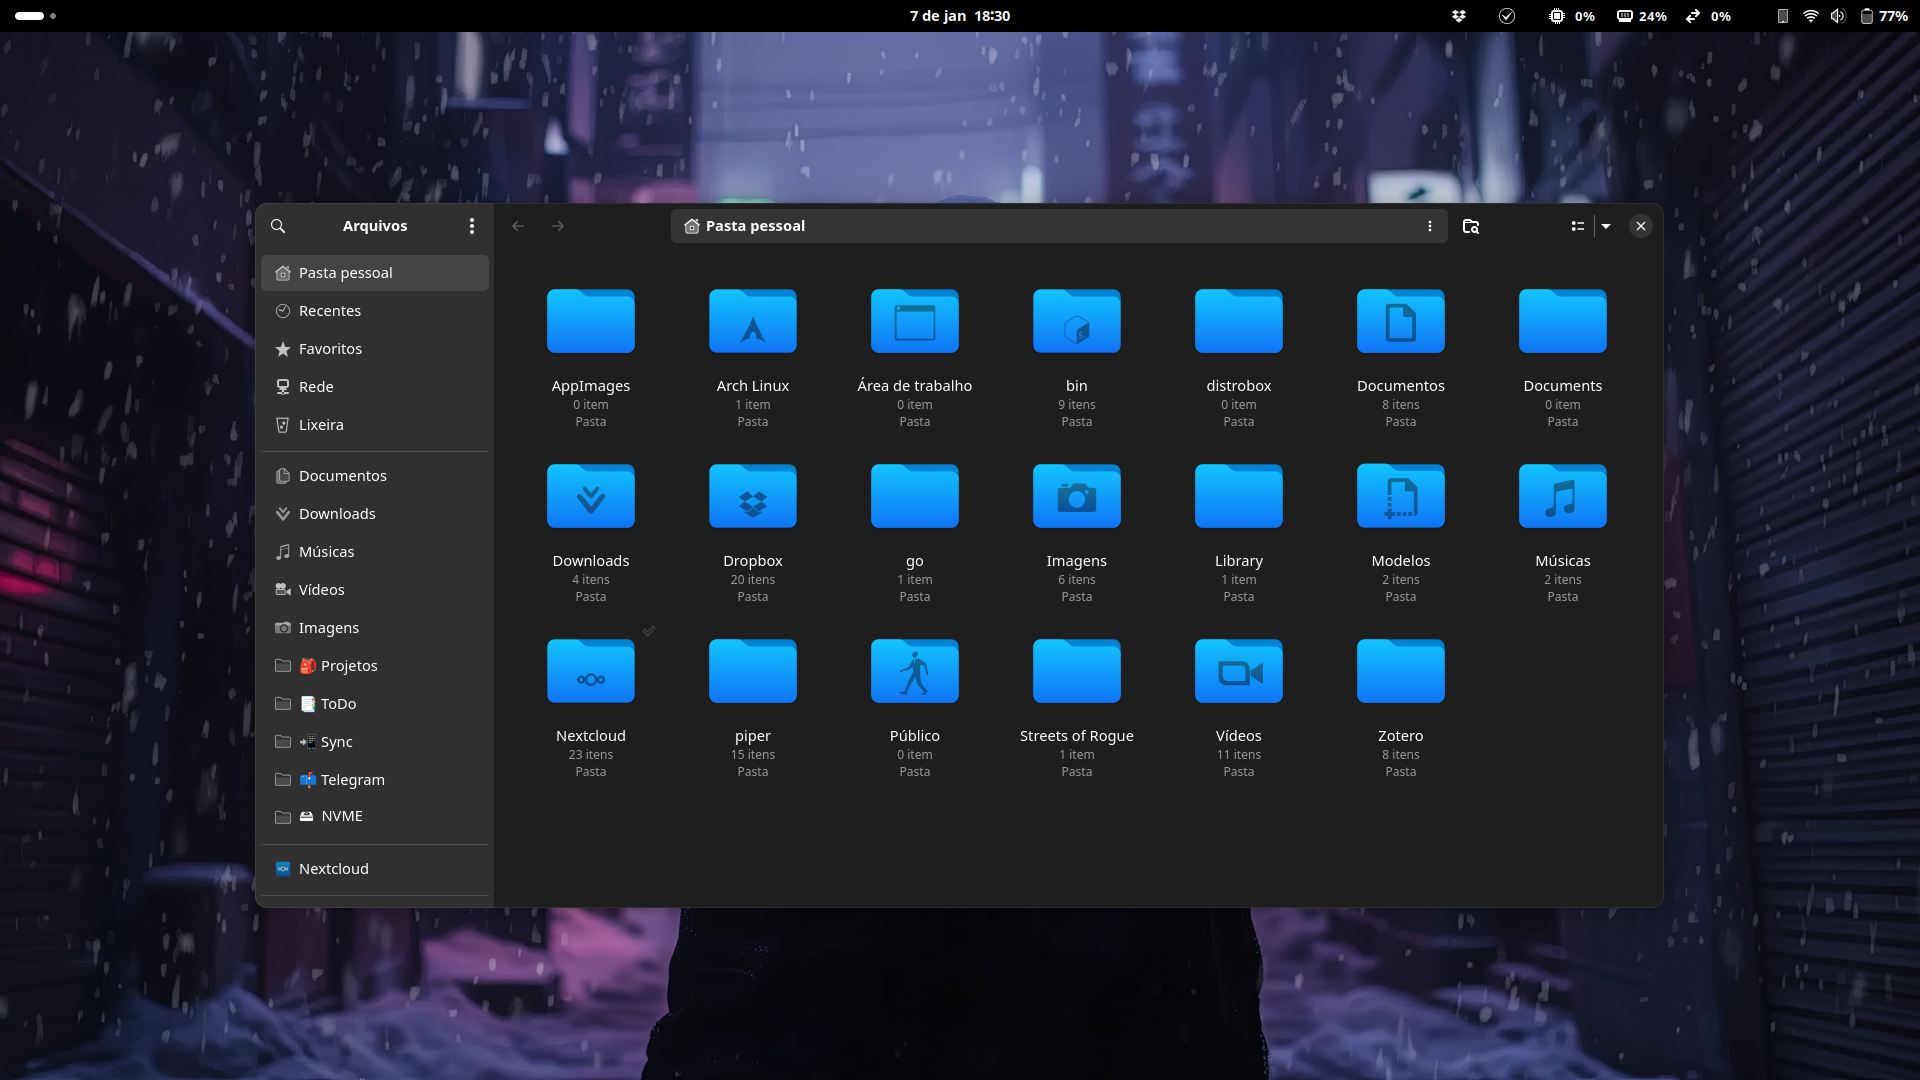 7 de jan 18:30
0%
24%
0%
77%
Arquivos
Pasta pessoal
Pasta pessoal
Recentes
Favoritos
Rede
Lixeira
Documentos
Downloads
Músicas
Vídeos
Imagens
Projetos
ToDo
Sync
Telegram
NVME
Nextcloud
AppImages
0 item
Pasta
Arch Linux
1 item
Pasta
Área de trabalho
0 item
Pasta
bin
9 itens
Pasta
distrobox
0 item
Pasta
Documentos
8 itens
Pasta
Documents
0 item
Pasta
Downloads
4 itens
Pasta
Dropbox
20 itens
Pasta
go
1 item
Pasta
Imagens
6 itens
Pasta
Library
1 item
Pasta
Modelos
2 itens
Pasta
Músicas
2 itens
Pasta
Nextcloud
23 itens
Pasta
piper
15 itens
Pasta
Público
0 item
Pasta
Streets of Rogue
1 item
Pasta
Vídeos
11 itens
Pasta
Zotero
8 itens
Pasta